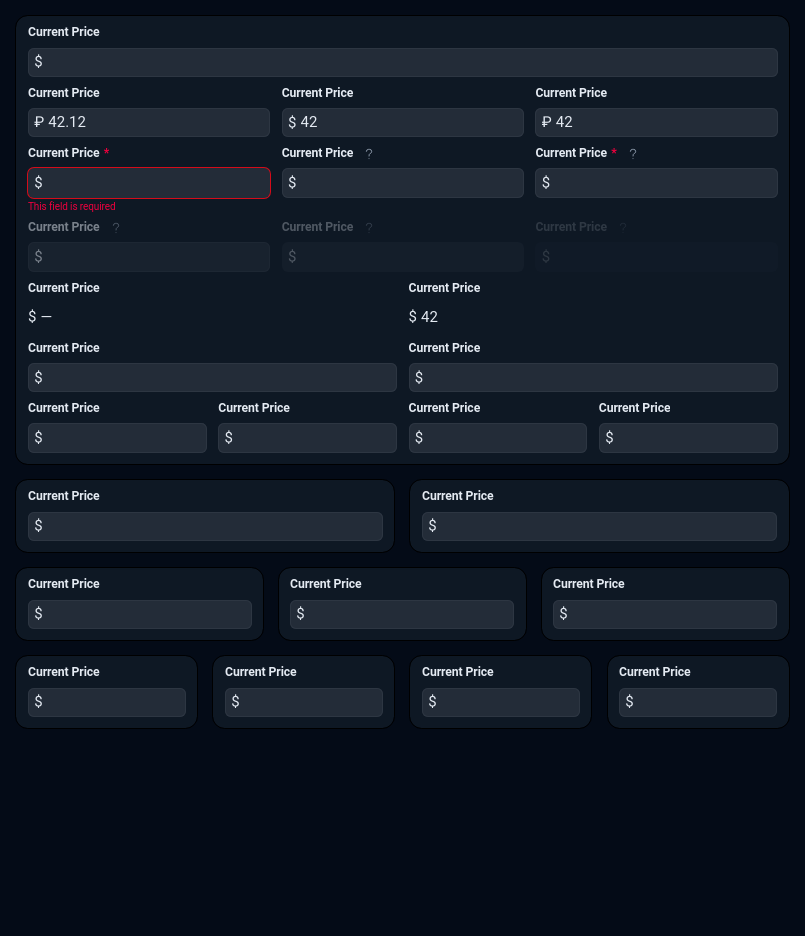 Current Price
$
Current Price Current Price Current Price
₽ 42.12 $ 42 ₽ 42
Current Price * Current Price ? Current Price * ?
$ $ $
This field is required
Current Price ? Current Price ? Current Price ?
$ $ $
Current Price Current Price
$ — $ 42
Current Price Current Price
$ $
Current Price Current Price Current Price Current Price
$ $ $ $
Current Price Current Price
$ $
Current Price Current Price Current Price
$ $ $
Current Price Current Price Current Price Current Price
$ $ $ $